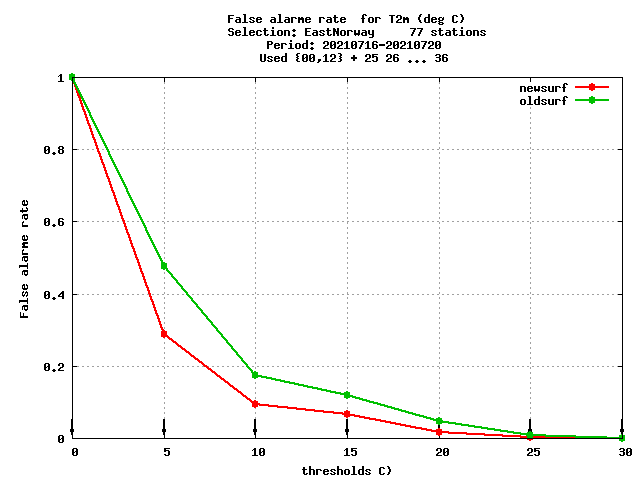 False alarme rate  for T2m (deg C)
Selection: EastNorway     77 stations
Period: 20210716-20210720
Used {00,12} + 25 26 ... 36
newsurf
oldsurf
1
0.8
0.6
0.4
0.2
0
False alarme rate
0 5 10 15 20 25 30
thresholds C)